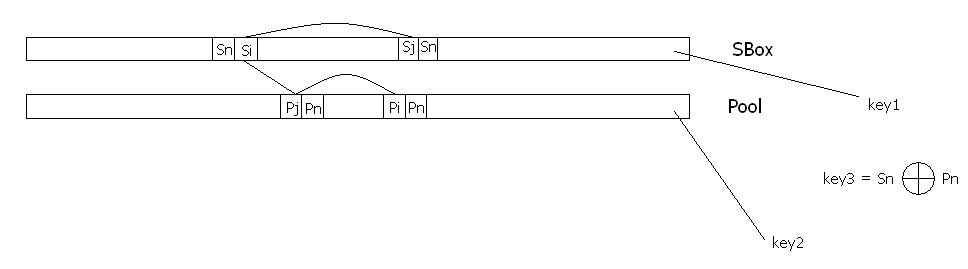 Sn Si Sj Sn SBox
key1
Pj Pn Pi Pn Pool
key3 = Sn Pn
key2